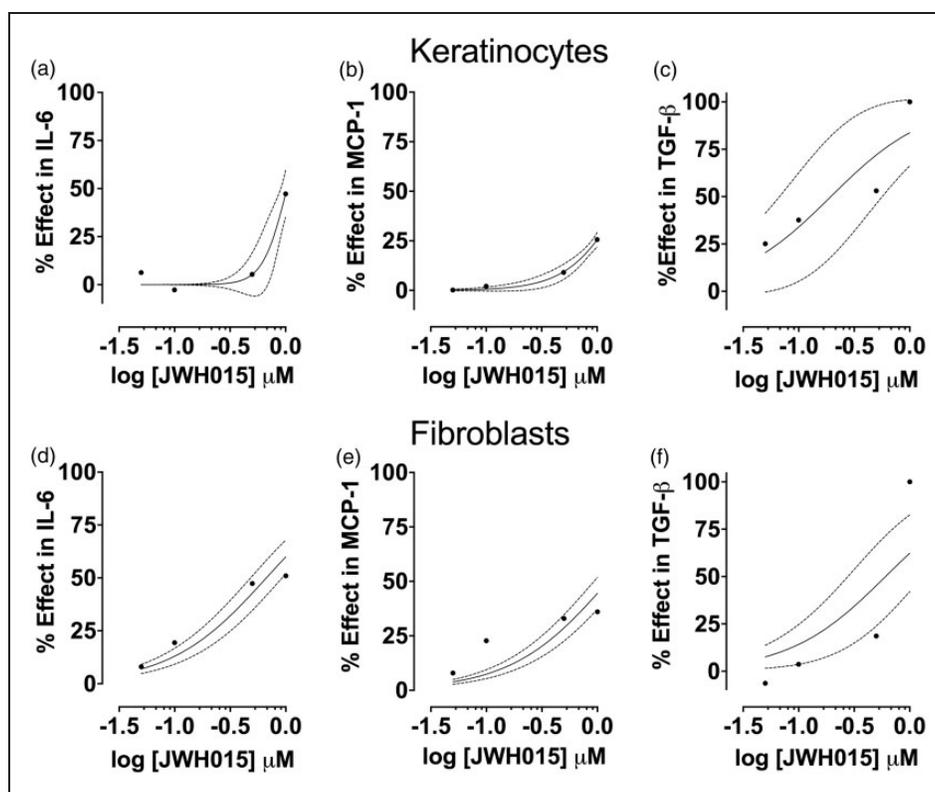 Keratinocytes
(a)
% Effect in IL-6
100
75
50
25
0
-1.5 -1.0 -0.5 0.0
log [JWH015] μM
(b)
% Effect in MCP-1
100
75
50
25
0
-1.5 -1.0 -0.5 0.0
log [JWH015] μM
(c)
%Effect in TGF-β
100
75
50
25
0
-1.5 -1.0 -0.5 0.0
log [JWH015] μM
Fibroblasts
(d)
% Effect in IL-6
100
75
50
25
0
-1.5 -1.0 -0.5 0.0
log [JWH015] μM
(e)
% Effect in MCP-1
100
75
50
25
0
-1.5 -1.0 -0.5 0.0
log [JWH015] μM
(f)
% Effect in TGF-β
100
75
50
25
0
-1.5 -1.0 -0.5 0.0
log [JWH015] μM